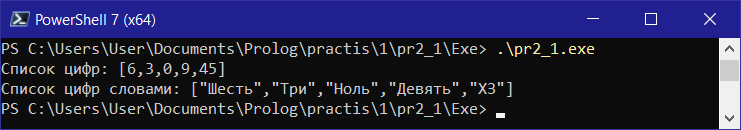 PowerShell 7 (x64)
PS C:\Users\User\Documents\Prolog\practis\1\pr2_1\Exe> .\pr2_1.exe
Список цифр: [6,3,0,9,45]
Список цифр словами: ["Шесть","Три","Ноль","Девять","ХЗ"]
PS C:\Users\User\Documents\Prolog\practis\1\pr2_1\Exe>